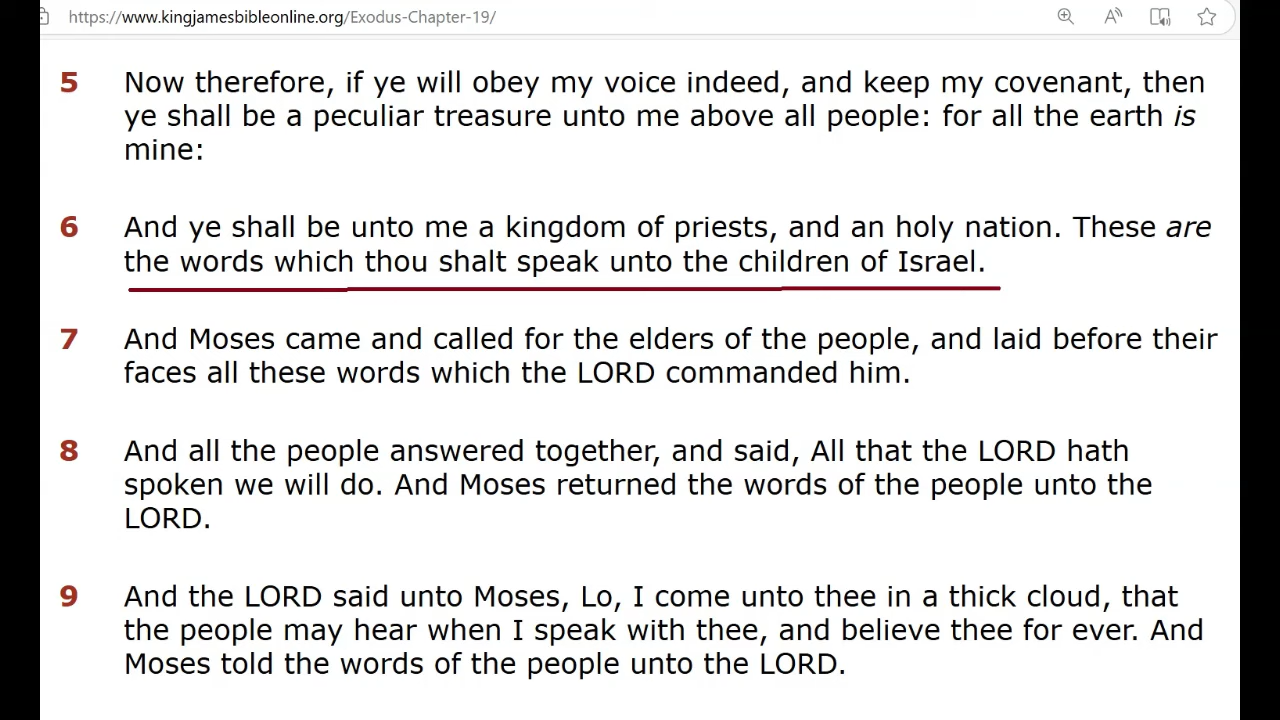 https://www.kingjamesbibleonline.org/Exodus-Chapter-19/
5 Now therefore, if ye will obey my voice indeed, and keep my covenant, then
ye shall be a peculiar treasure unto me above all people: for all the earth is
mine:
6 And ye shall be unto me a kingdom of priests, and an holy nation. These are
the words which thou shalt speak unto the children of Israel.
7 And Moses came and called for the elders of the people, and laid before their
faces all these words which the LORD commanded him.
8 And all the people answered together, and said, All that the LORD hath
spoken we will do. And Moses returned the words of the people unto the
LORD.
9 And the LORD said unto Moses, Lo, I come unto thee in a thick cloud, that
the people may hear when I speak with thee, and believe thee for ever. And
Moses told the words of the people unto the LORD.